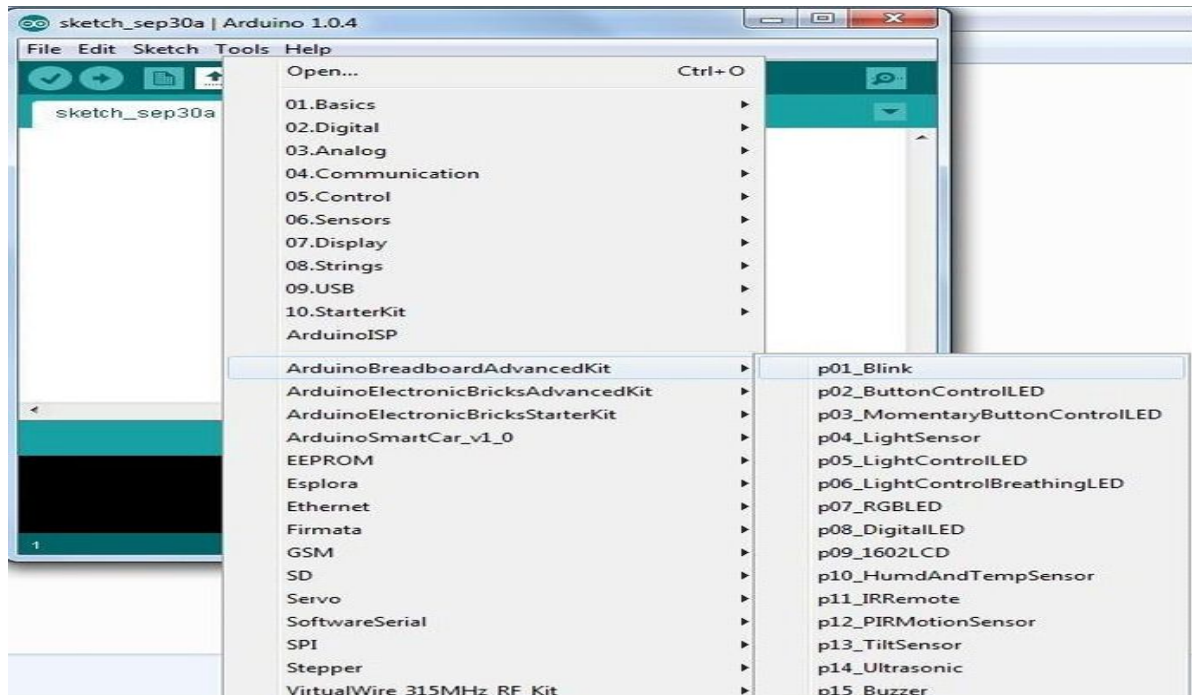 sketch_sep30a | Arduino 1.0.4
File Edit Sketch Tools Help
sketch_sep30a
Open... Ctrl+O
01.Basics
02.Digital
03.Analog
04.Communication
05.Control
06.Sensors
07.Display
08.Strings
09.USB
10.StarterKit
ArduinoISP
ArduinoBreadboardAdvancedKit
ArduinoElectronicBricksAdvancedKit
ArduinoElectronicBricksStarterKit
ArduinoSmartCar_v1_0
EEPROM
Esplora
Ethernet
Firmata
GSM
SD
Servo
SoftwareSerial
SPI
Stepper
VirtualWire_315MHz_RF_Kit
p01_Blink
p02_ButtonControlLED
p03_MomentaryButtonControlLED
p04_LightSensor
p05_LightControlLED
p06_LightControlBreathingLED
p07_RGBLED
p08_DigitalLED
p09_1602LCD
p10_HumdAndTempSensor
p11_IRRemote
p12_PIRMotionSensor
p13_TiltSensor
p14_Ultrasonic
p15_Buzzer
1